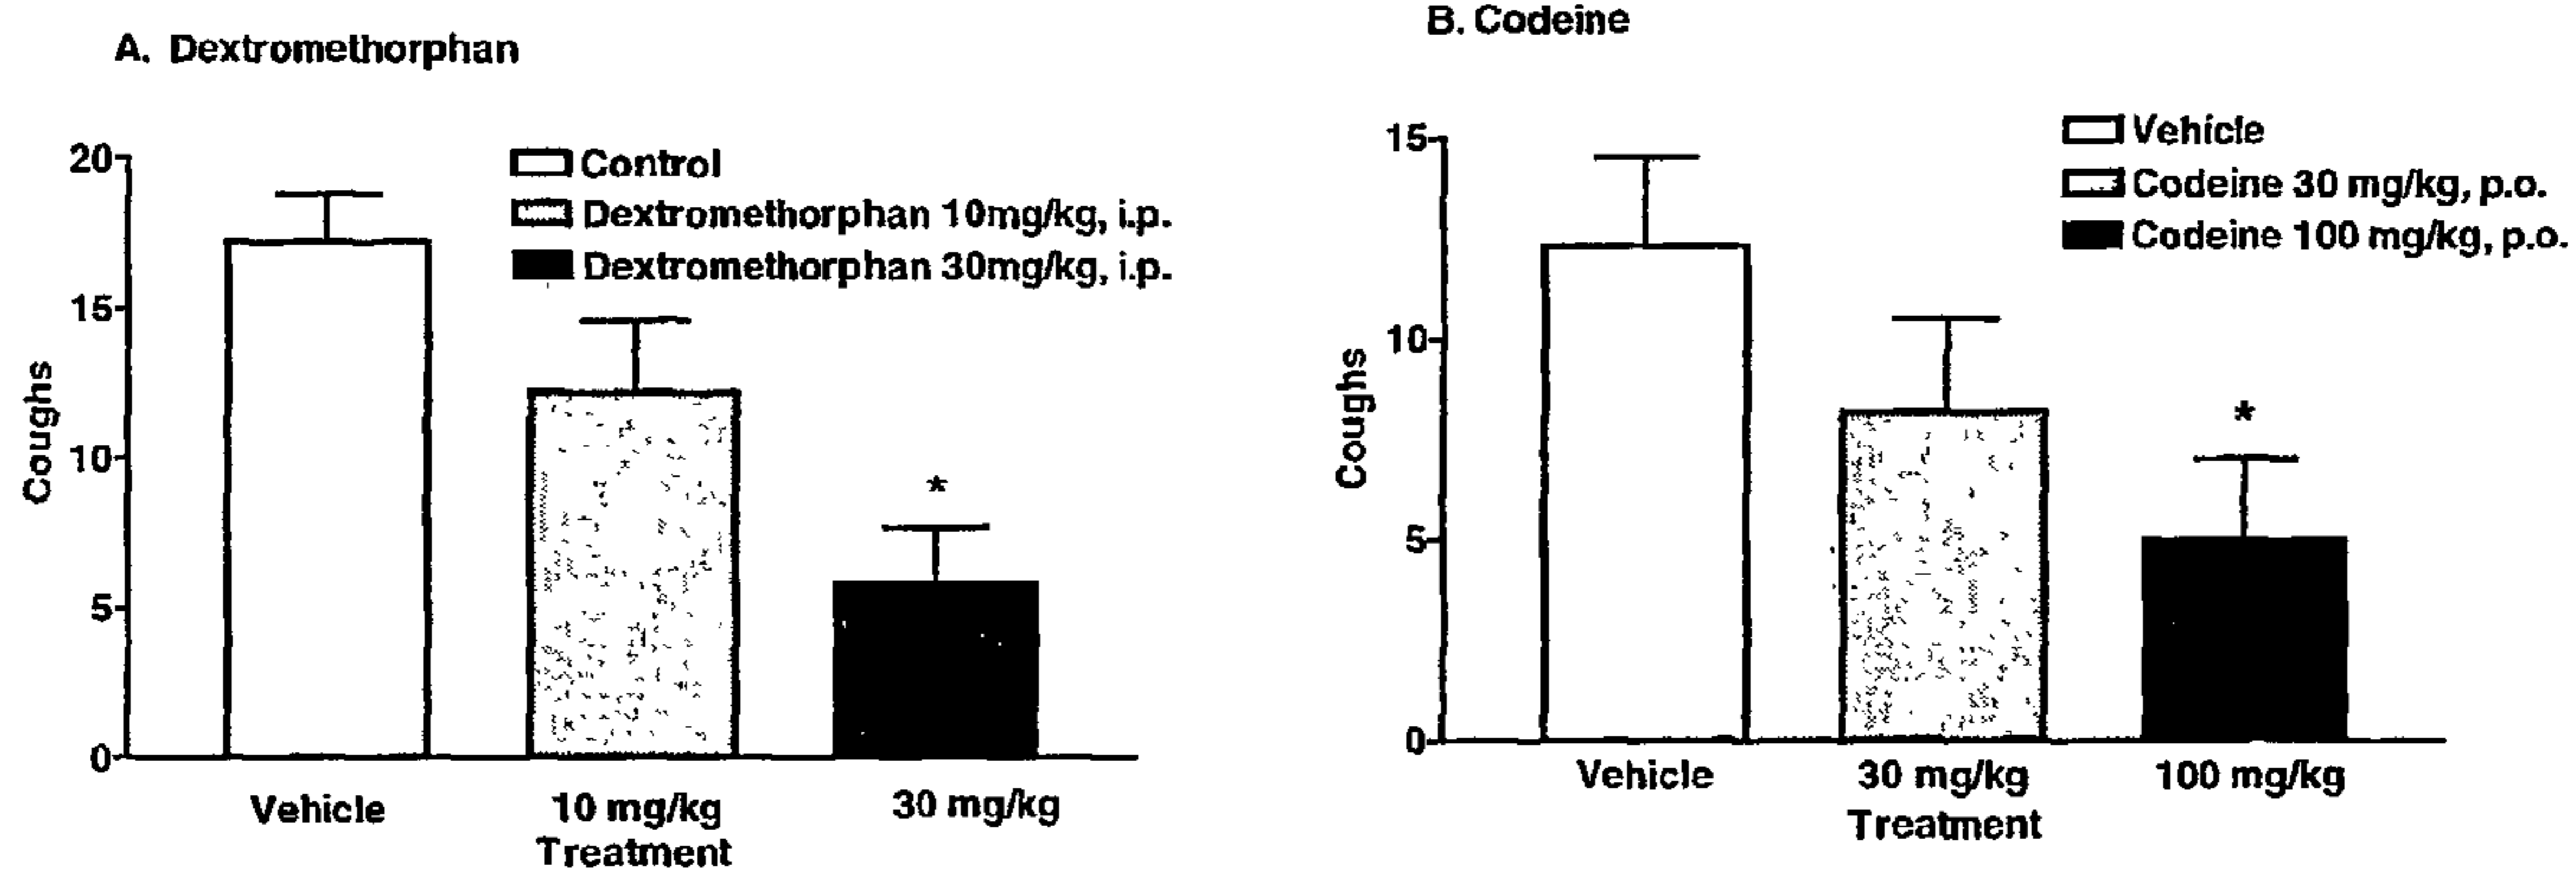 A. Dextromethorphan
20
15
10
5
0
Coughs
Control
Dextromethorphan 10mg/kg, i.p.
Dextromethorphan 30mg/kg, i.p.
*
Vehicle
10 mg/kg
30 mg/kg
Treatment
B. Codeine
15
10
5
0
Coughs
Vehicle
Codeine 30 mg/kg, p.o.
Codeine 100 mg/kg, p.o.
*
Vehicle
30 mg/kg
100 mg/kg
Treatment